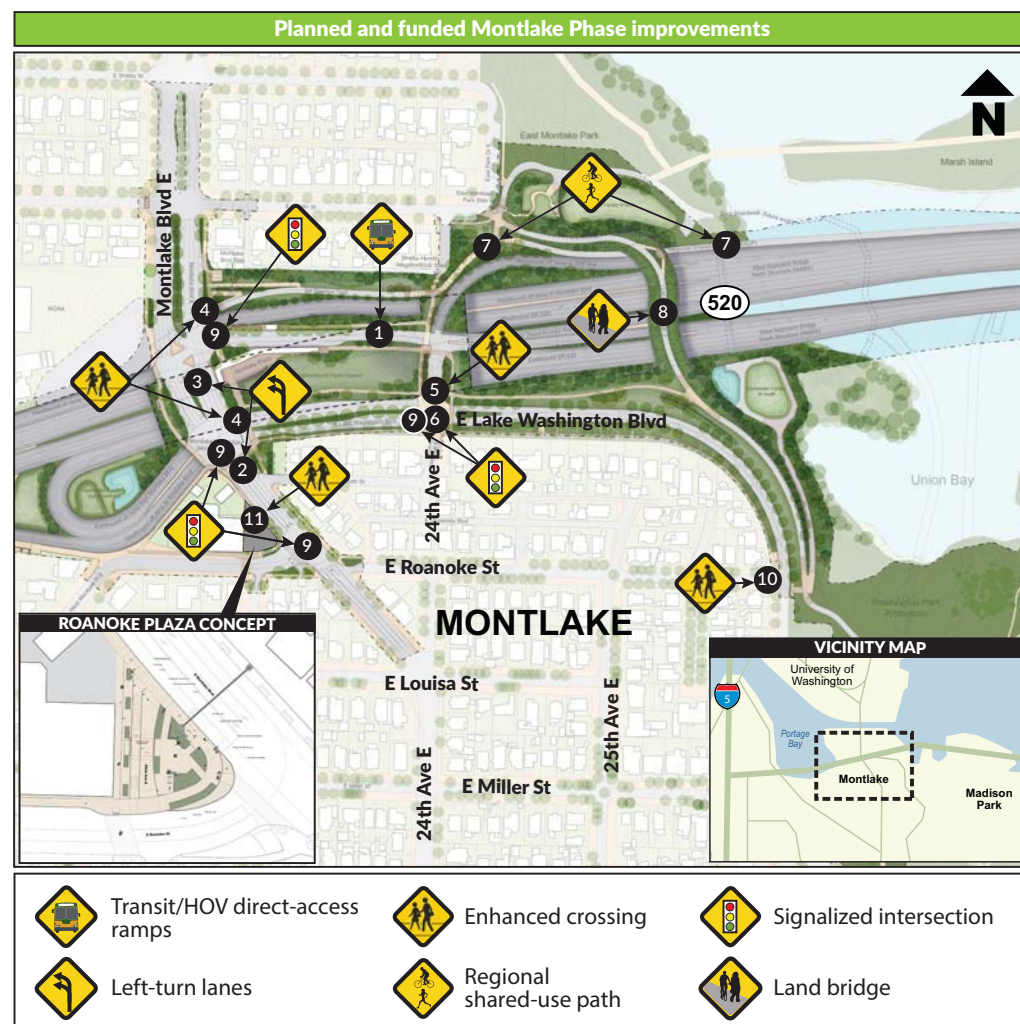 Planned and funded Montlake Phase improvements
N
East Montlake Park
Marsh Island
Montlake Blvd E
7
7
4
9
1
8
520
3
5
4
9
6
E Lake Washington Blvd
9
2
24th Ave E
Union Bay
11
9
E Roanoke St
10
MONTLAKE
ROANOKE PLAZA CONCEPT
E Louisa St
24th Ave E
25th Ave E
E Miller St
VICINITY MAP
University of
Washington
5
Portage
Bay
Montlake
Madison
Park
Transit/HOV direct-access
ramps
Enhanced crossing
Signalized intersection
Left-turn lanes
Regional
shared-use path
Land bridge